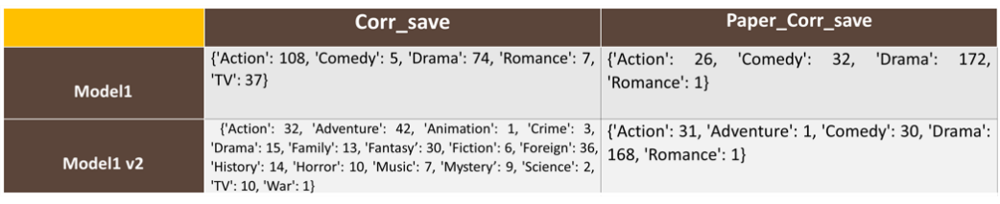 Corr_save
Paper_Corr_save
Model1
{'Action': 108, 'Comedy': 5, 'Drama': 74, 'Romance': 7,
'TV': 37}
{'Action': 26, 'Comedy': 32, 'Drama': 172,
'Romance': 1}
Model1 v2
{'Action': 32, 'Adventure': 42, 'Animation': 1, 'Crime': 3,
'Drama': 15, 'Family': 13, 'Fantasy’: 30, 'Fiction': 6, 'Foreign': 36,
'History': 14, 'Horror': 10, 'Music': 7, 'Mystery’: 9, 'Science': 2,
'TV': 10, 'War': 1}
{'Action': 31, 'Adventure': 1, 'Comedy': 30, 'Drama':
168, 'Romance': 1}